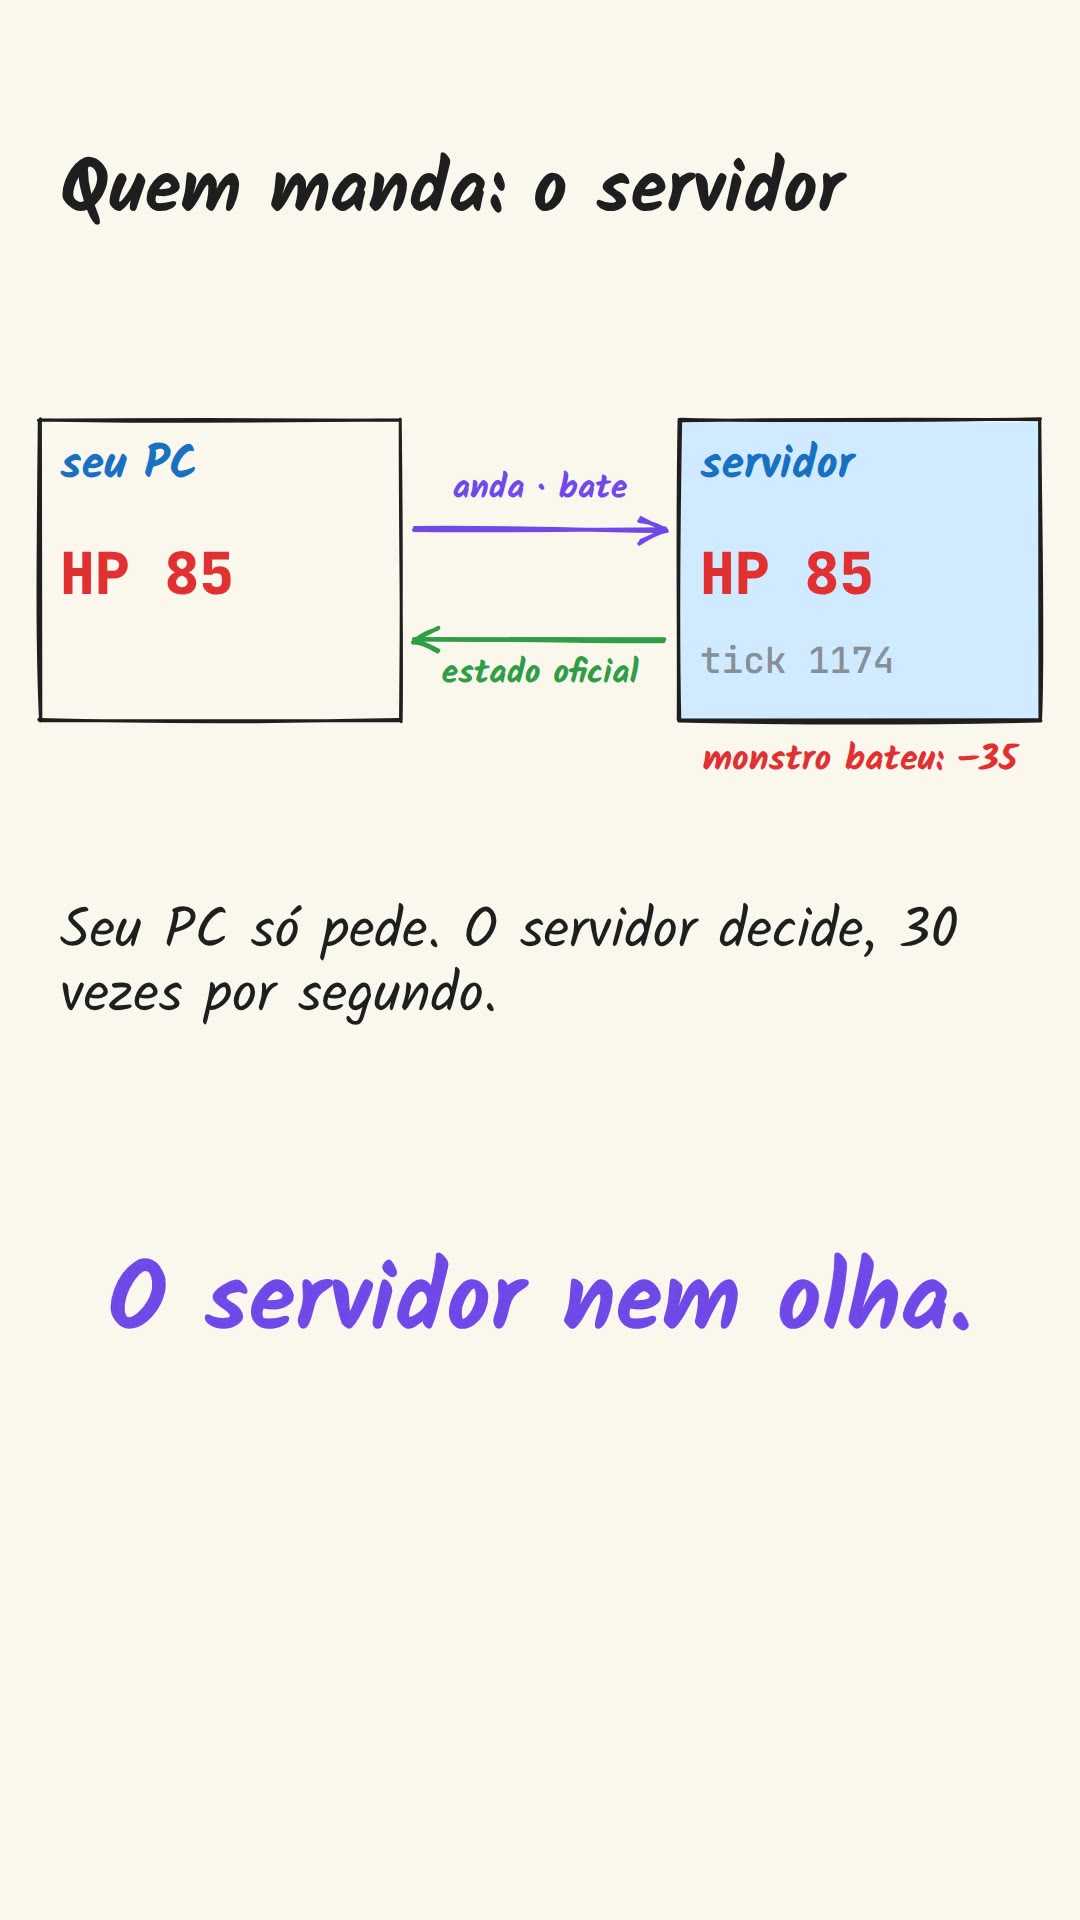 Quem manda: o servidor
seu PC
HP 85
anda · bate
estado oficial
servidor
HP 85
tick 1174
monstro bateu: –35
Seu PC só pede. O servidor decide, 30
vezes por segundo.
O servidor nem olha.